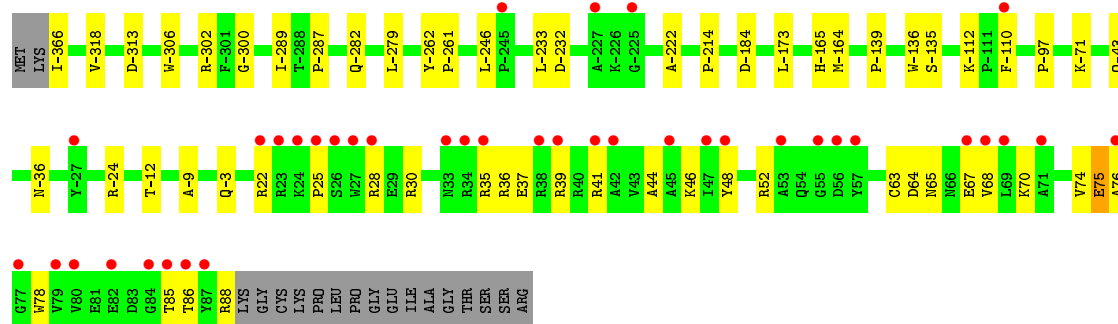 MET LYS I-366 V-318 D-313 W-306 R-302 F-301 G-300 I-289 T-288 P-287 Q-282 L-279 Y-262 P-261 L-246 P-245 L-233 D-232 A-227 K-226 G-225 A-222 P-214 D-184 L-173 H-165 M-164 P-139 W-136 S-135 K-112 P-111 F-110 P-97 K-71
N-36 Y-27 R-24 T-12 A-9 Q-3 R22 R23 K24 P25 S26 W27 R28 E29 R30 N33 R34 R35 R36 E37 R38 R39 R40 R41 A42 V43 A44 A45 K46 I47 Y48 R52 A53 Q54 G55 D56 Y57 C63 D64 N65 N66 E67 V68 L69 K70 A71 V74 E75 A76
G77 W78 V79 V80 E81 E82 D83 G84 T85 T86 Y87 R88 LYS GLY CYS LYS PRO LEU PRO GLY GLU ILE ALA GLY THR SER SER ARG